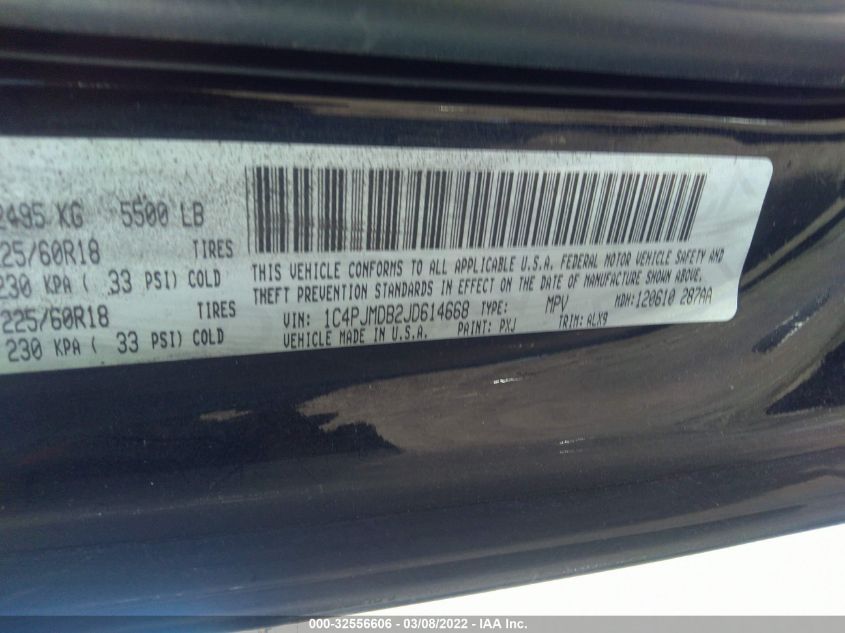 2495 KG 5500 LB
225/60R18 TIRES
230 KPA ( 33 PSI) COLD
225/60R18 TIRES
230 KPA ( 33 PSI) COLD
THIS VEHICLE CONFORMS TO ALL APPLICABLE U.S.A. FEDERAL MOTOR VEHICLE SAFETY AND
THEFT PREVENTION STANDARDS IN EFFECT ON THE DATE OF MANUFACTURE SHOWN ABOVE.
VIN: 1C4PJMDB2JD614668 TYPE: MPV MDH:120610 287AA
VEHICLE MADE IN U.S.A. PAINT: PXJ TRIM: ALX9
000-32556606 - 03/08/2022 - IAA Inc.